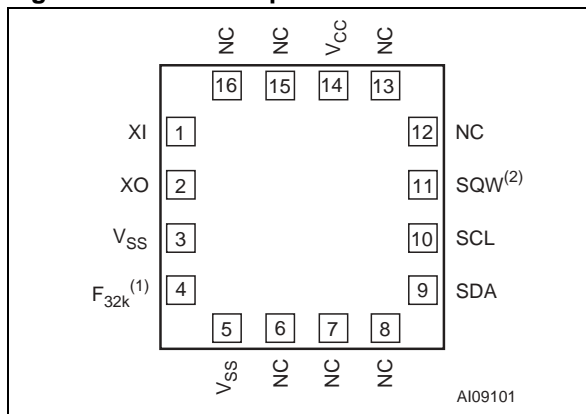 NC NC VCC NC
16 15 14 13
XI 1 12 NC
XO 2 11 SQW(2)
VSS 3 10 SCL
F32k(1) 4 9 SDA
5 6 7 8
VSS NC NC NC
AI09101